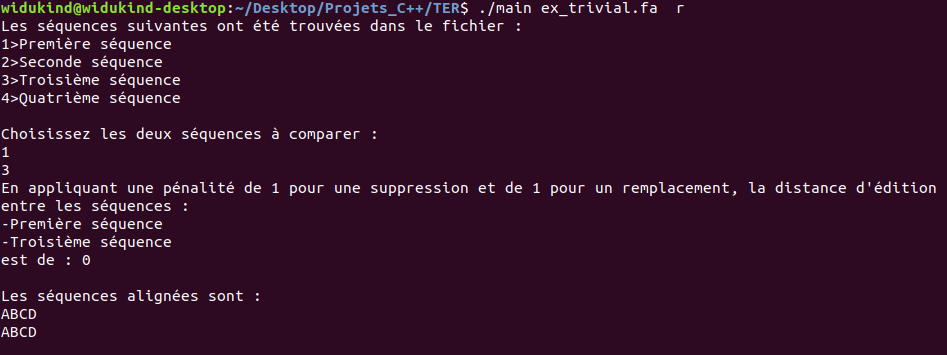 widukind@widukind-desktop:~/Desktop/Projets_C++/TER$ ./main ex_trivial.fa  r
Les séquences suivantes ont été trouvées dans le fichier :
1>Première séquence
2>Seconde séquence
3>Troisième séquence
4>Quatrième séquence
Choisissez les deux séquences à comparer :
1
3
En appliquant une pénalité de 1 pour une suppression et de 1 pour un remplacement, la distance d'édition
entre les séquences :
-Première séquence
-Troisième séquence
est de : 0
Les séquences alignées sont :
ABCD
ABCD